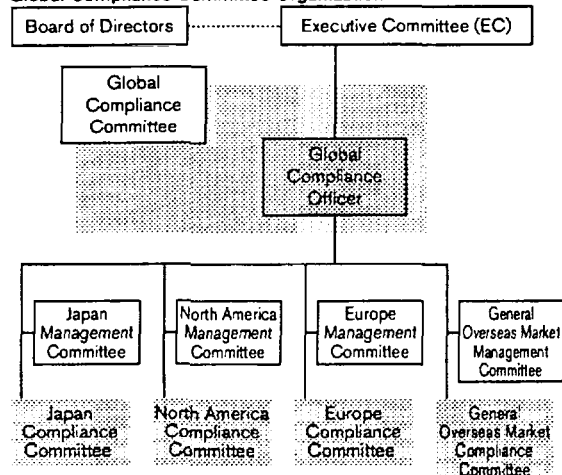 Global Compliance Committee Organization
Board of Directors
Executive Committee (EC)
Global
Compliance
Committee
Global
Compliance
Officer
Japan
Management
Committee
North America
Management
Committee
Europe
Management
Committee
General
Overseas Market
Management
Committee
Japan
Compliance
Committee
North America
Compliance
Committee
Europe
Compliance
Committee
General
Overseas Market
Compliance
Committee